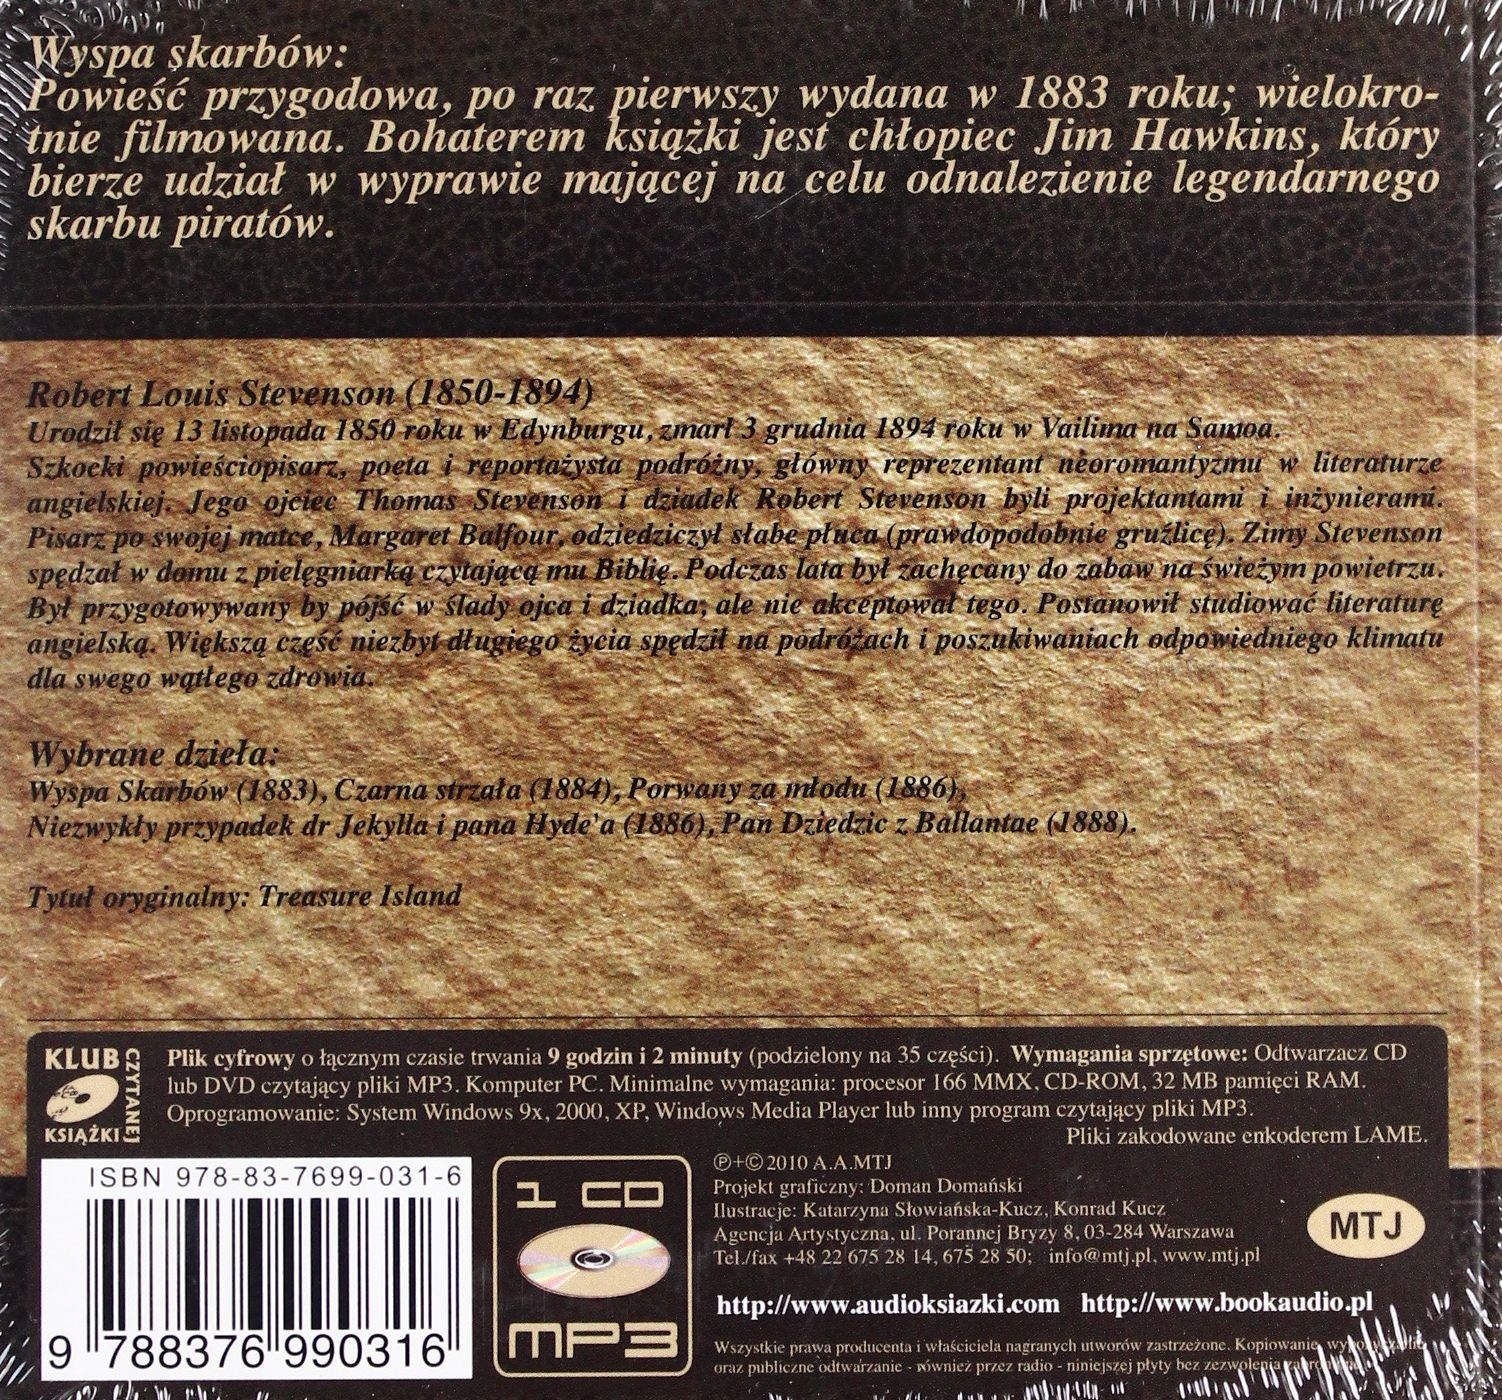 Wyspa skarbów:
Powieść przygodowa, po raz pierwszy wydana w 1883 roku; wielokro-
tnie filmowana. Bohaterem książki jest chłopiec Jim Hawkins, który
bierze udział w wyprawie mającej na celu odnalezienie legendarnego
skarbu piratów.
Robert Louis Stevenson (1850-1894)
Urodził się 13 listopada 1850 roku w Edynburgu, zmarł 3 grudnia 1894 roku w Vailima na Samoa.
Szkocki powieściopisarz, poeta i reportażysta podróżny, główny reprezentant neoromantyzmu w literaturze
angielskiej. Jego ojciec Thomas Stevenson i dziadek Robert Stevenson byli projektantami i inżynierami.
Pisarz po swojej matce, Margaret Balfour, odziedziczył słabe płuca (prawdopodobnie gruźlicę). Zimy Stevenson
spędzał w domu z pielęgniarką czytającą mu Biblię. Podczas lata był zachęcany do zabaw na świeżym powietrzu.
Był przygotowywany by pójść w ślady ojca i dziadka, ale nie akceptował tego. Postanowił studiować literaturę
angielską. Większą część niezbyt długiego życia spędził na podróżach i poszukiwaniach odpowiedniego klimatu
dla swego wątłego zdrowia.
Wybrane dzieła:
Wyspa Skarbów (1883), Czarna strzała (1884), Porwany za młodu (1886),
Niezwykły przypadek dr Jekylla i pana Hyde'a (1886), Pan Dziedzic z Ballantae (1888).
Tytuł oryginalny: Treasure Island
KLUB
CZYTANEJ
KSIĄŻKI
Plik cyfrowy o łącznym czasie trwania 9 godzin i 2 minuty (podzielony na 35 części). Wymagania sprzętowe: Odtwarzacz CD
lub DVD czytający pliki MP3. Komputer PC. Minimalne wymagania: procesor 166 MMX, CD-ROM, 32 MB pamięci RAM.
Oprogramowanie: System Windows 9x, 2000, XP, Windows Media Player lub inny program czytający pliki MP3.
Pliki zakodowane enkoderem LAME.
ISBN 978-83-7699-031-6
9 788376 990316
1 CD
MP3
℗+© 2010 A.A.MTJ
Projekt graficzny: Doman Domański
Ilustracje: Katarzyna Słowiańska-Kucz, Konrad Kucz
Agencja Artystyczna, ul. Porannej Bryzy 8, 03-284 Warszawa
Tel./fax +48 22 675 28 14, 675 28 50; info@mtj.pl, www.mtj.pl
MTJ
http://www.audioksiazki.com http://www.bookaudio.pl
Wszystkie prawa producenta i właściciela nagranych utworów zastrzeżone. Kopiowanie, wypożyczanie
oraz publiczne odtwarzanie - również przez radio - niniejszej płyty bez zezwolenia zabronione.